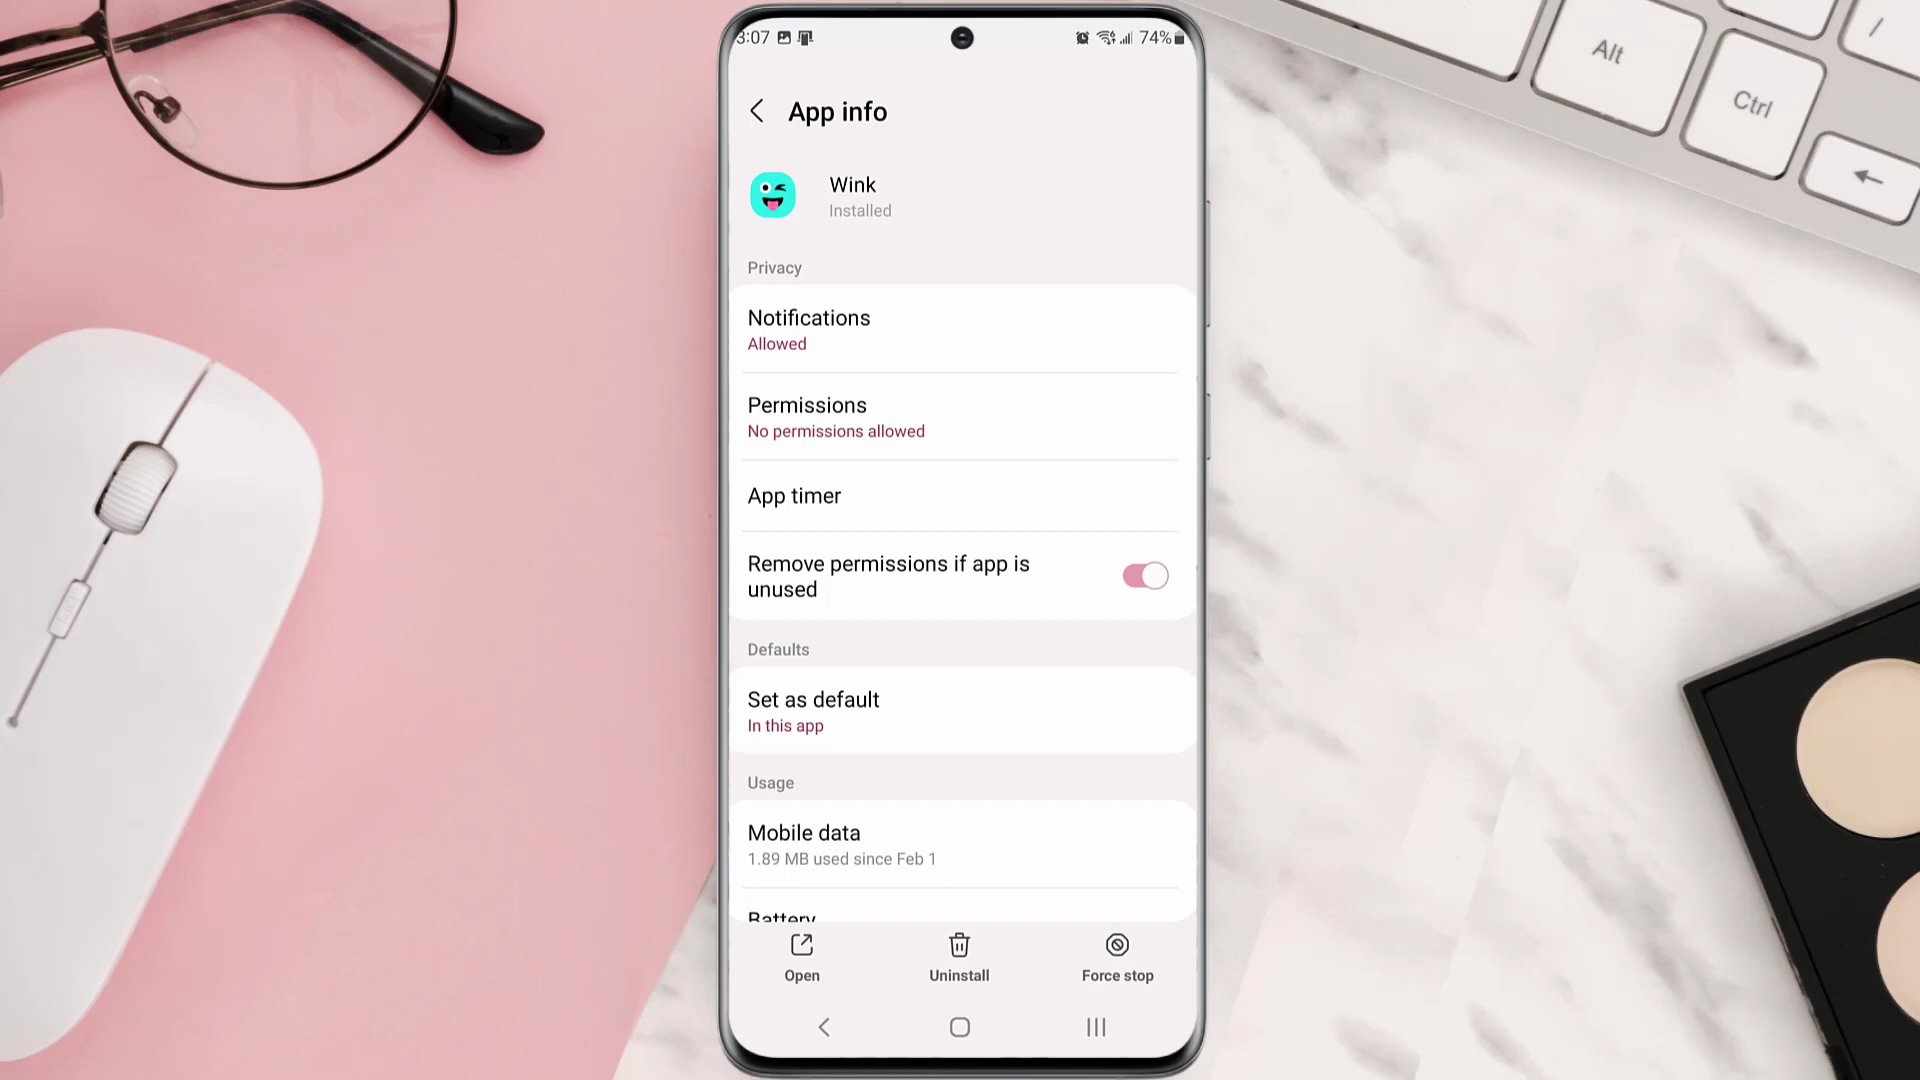 Alt
Ctrl
/
3:07
74%
App info
Wink
Installed
Privacy
Notifications
Allowed
Permissions
No permissions allowed
App timer
Remove permissions if app is
unused
Defaults
Set as default
In this app
Usage
Mobile data
1.89 MB used since Feb 1
Battery
Open
Uninstall
Force stop